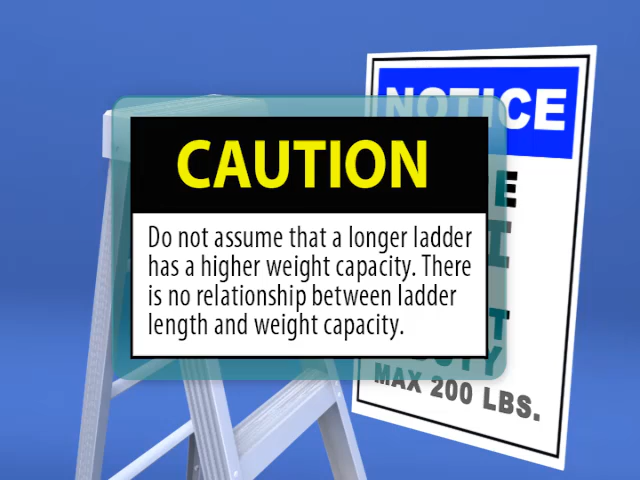 CAUTION
Do not assume that a longer ladder
has a higher weight capacity. There
is no relationship between ladder
length and weight capacity.
NOTICE
MAX 200 LBS.